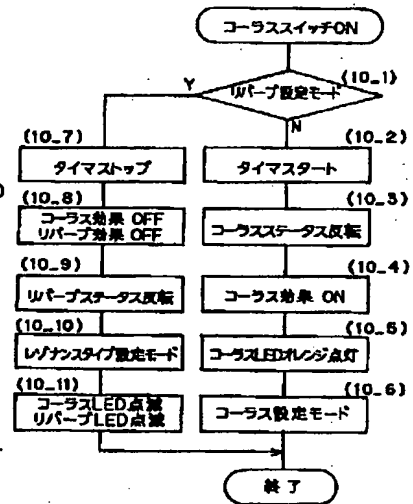 コーラススイッチON
(10_1)
リバーブ設定モード
Y
N
(10_7)
タイマストップ
(10_2)
タイマスタート
(10_8)
コーラス効果 OFF
リバーブ効果 OFF
(10_3)
コーラスステータス反転
(10_9)
リバーブステータス反転
(10_4)
コーラス効果 ON
(10_10)
レゾナンスタイプ設定モード
(10_5)
コーラスLEDオレンジ点灯
(10_11)
コーラスLED点滅
リバーブLED点滅
(10_6)
コーラス設定モード
終了